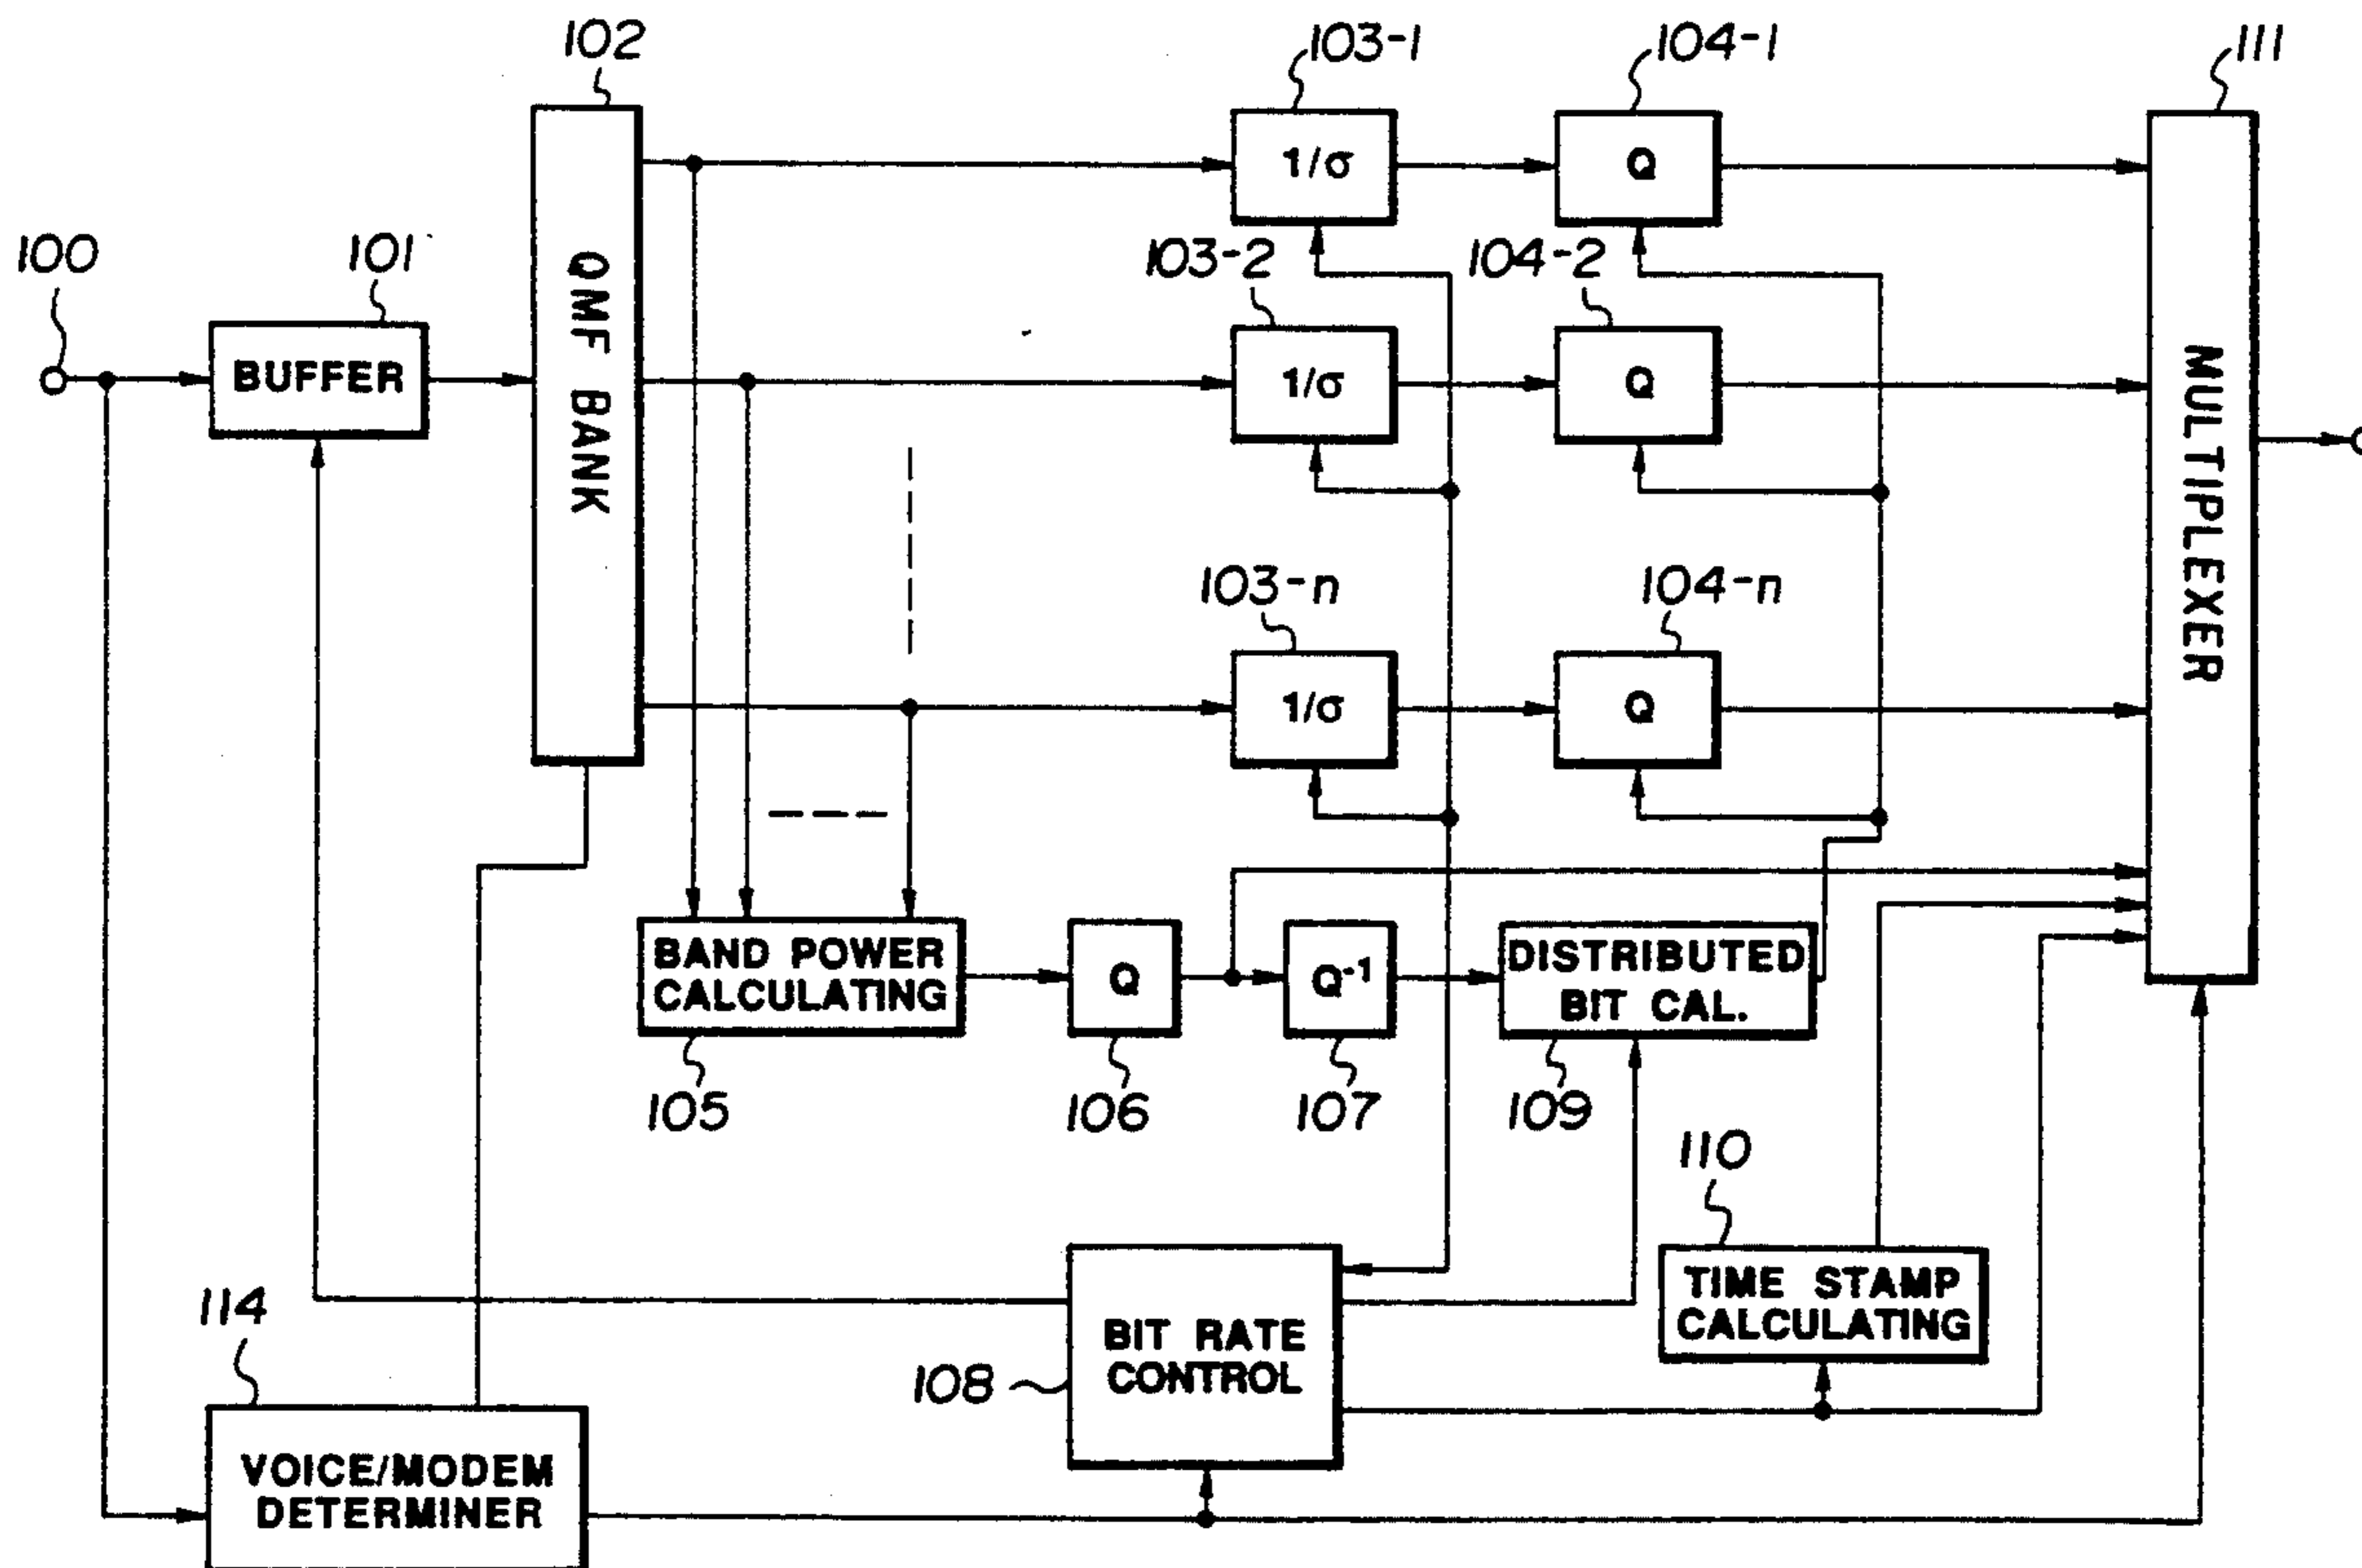 102
103-1
104-1
111
1/σ
Q
100
101
103-2
104-2
BUFFER
QMF BANK
1/σ
Q
MULTIPLEXER
103-n
104-n
1/σ
Q
BAND POWER
CALCULATING
Q
Q-1
DISTRIBUTED
BIT CAL.
105
106
107
109
110
114
108
BIT RATE
CONTROL
TIME STAMP
CALCULATING
VOICE/MODEM
DETERMINER